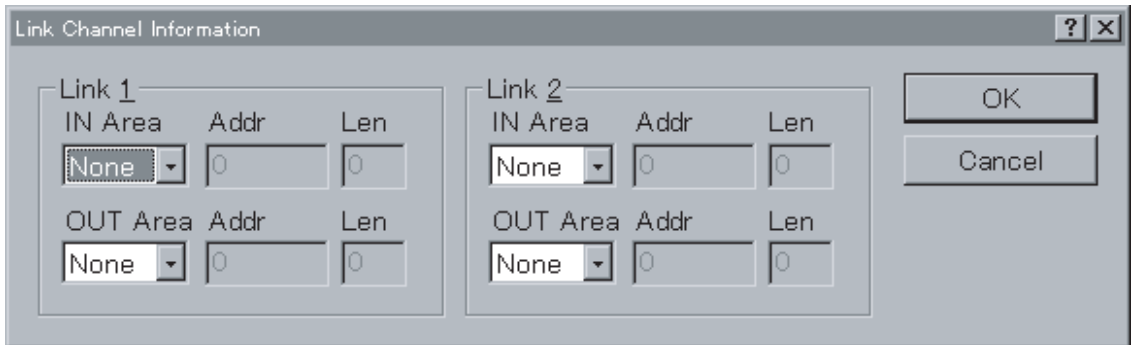 Link Channel Information
Link 1
IN Area Addr Len
None 0 0
OUT Area Addr Len
None 0 0
Link 2
IN Area Addr Len
None 0 0
OUT Area Addr Len
None 0 0
OK
Cancel